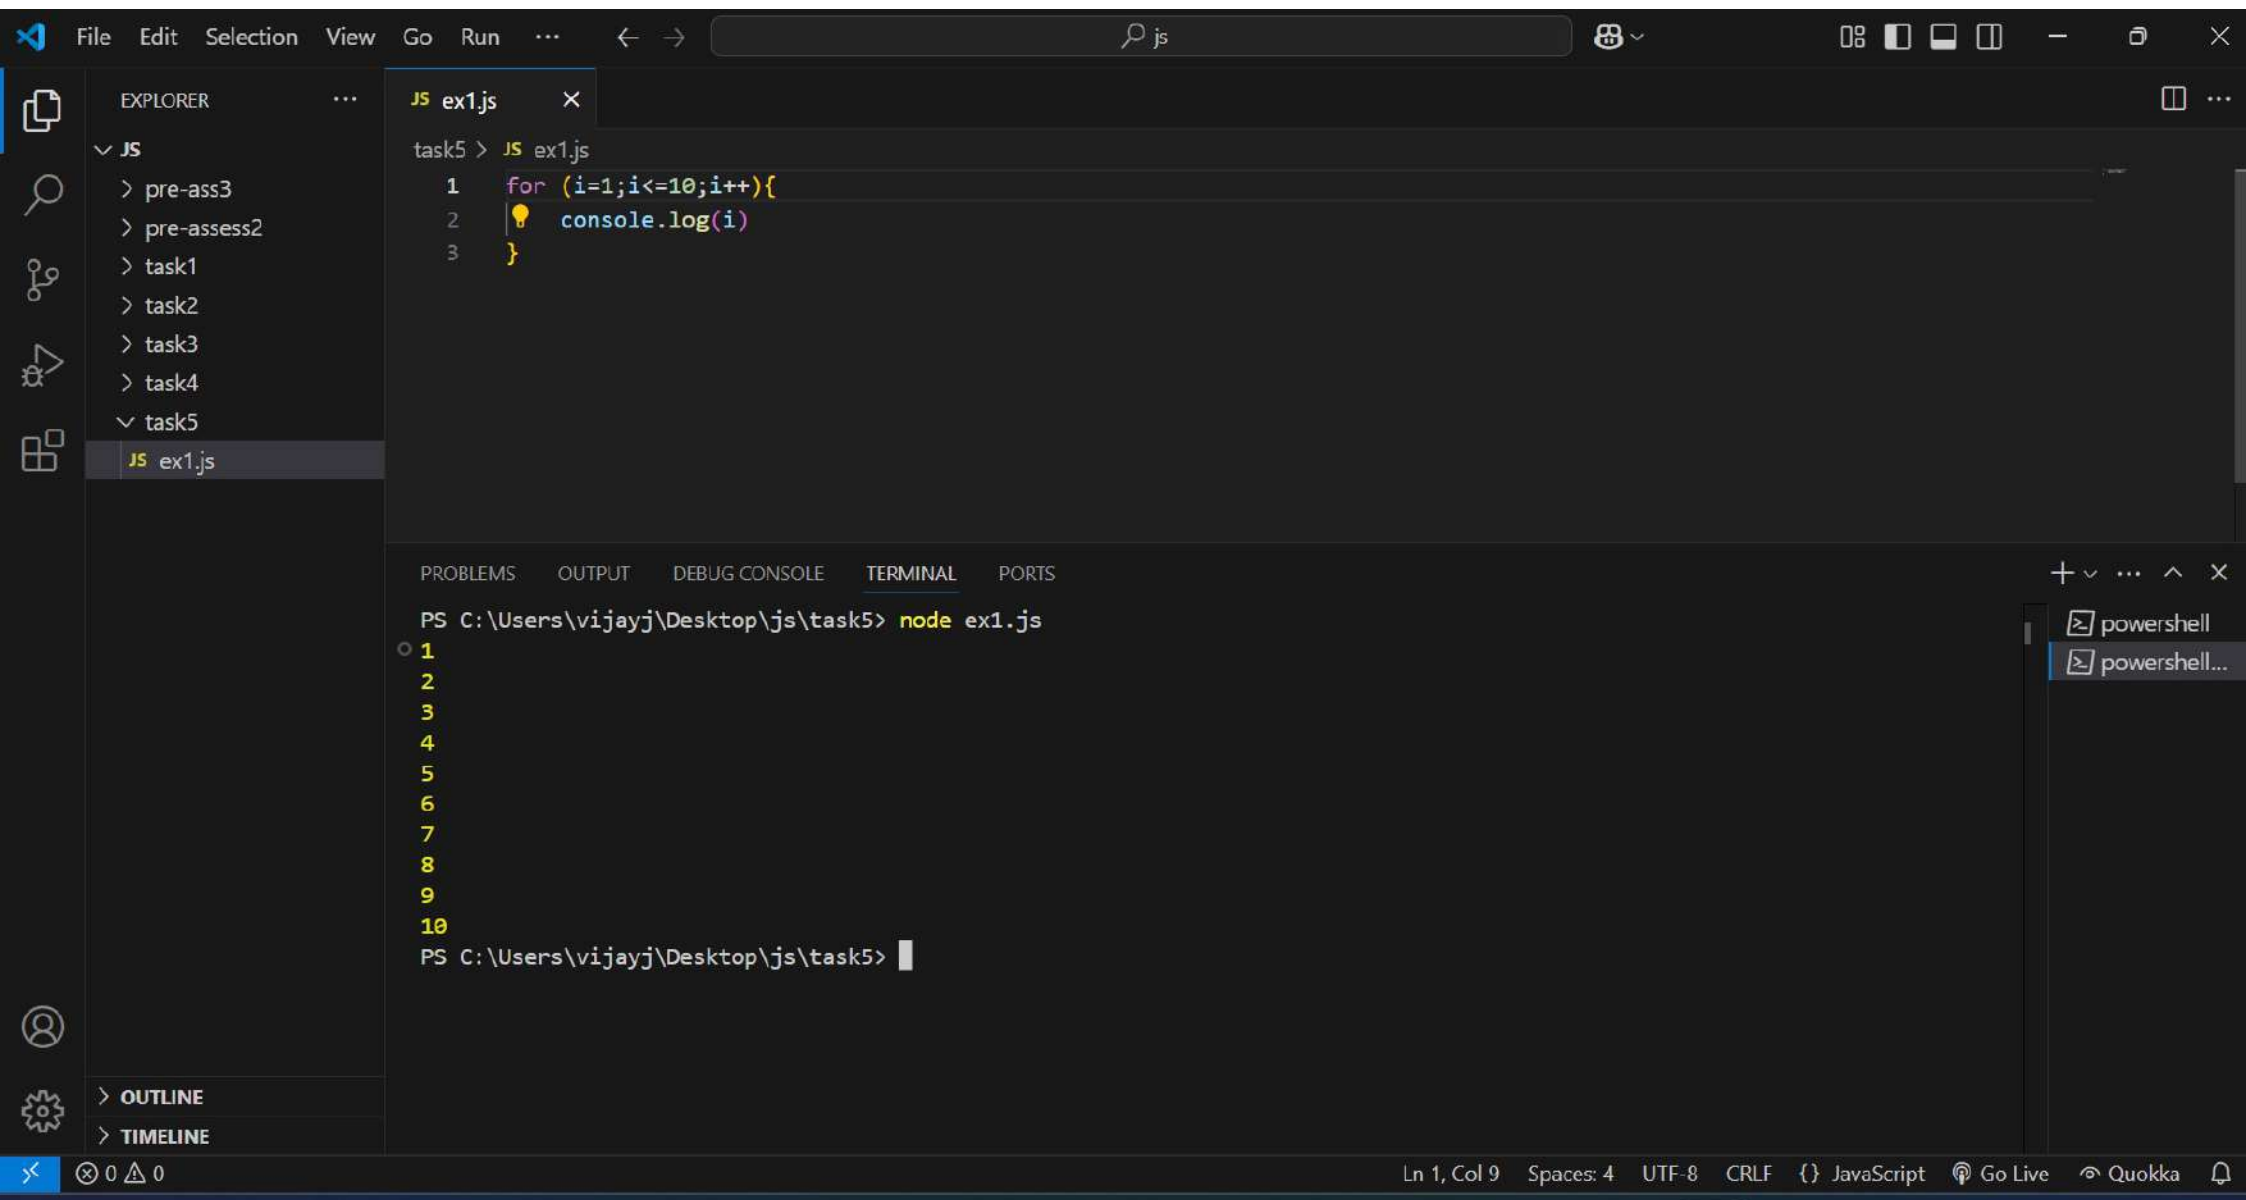 File Edit Selection View Go Run ··· js
EXPLORER ···
JS
pre-ass3
pre-assess2
task1
task2
task3
task4
task5
JS ex1.js
OUTLINE
TIMELINE
JS ex1.js
task5 > JS ex1.js
1 for (i=1;i<=10;i++){
2 console.log(i)
3 }
PROBLEMS OUTPUT DEBUG CONSOLE TERMINAL PORTS
PS C:\Users\vijayj\Desktop\js\task5> node ex1.js
1
2
3
4
5
6
7
8
9
10
PS C:\Users\vijayj\Desktop\js\task5>
powershell
powershell...
0 0 Ln 1, Col 9 Spaces: 4 UTF-8 CRLF {} JavaScript Go Live Quokka